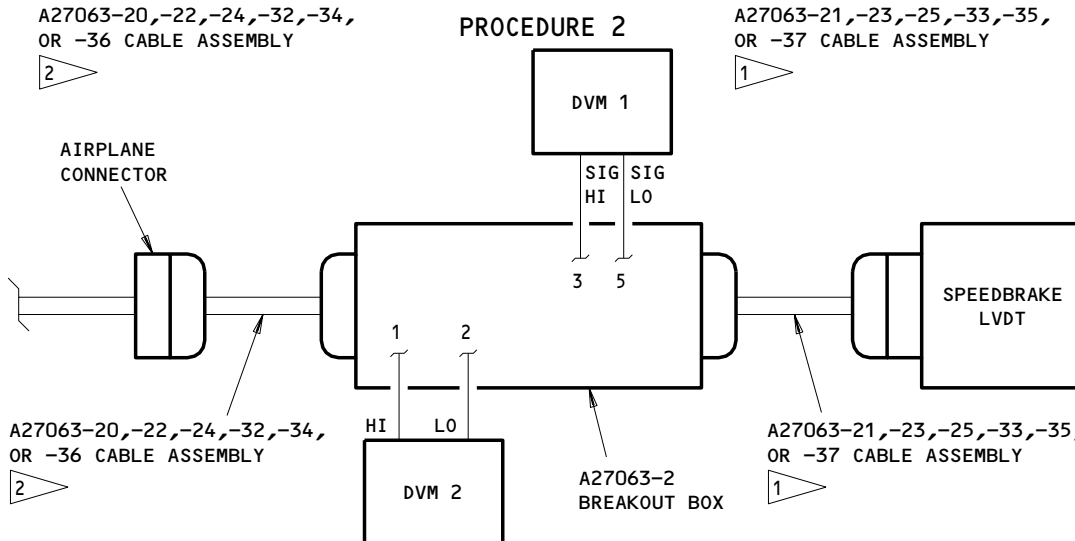 A27063-20,-22,-24,-32,-34,
OR -36 CABLE ASSEMBLY
2
PROCEDURE 2
A27063-21,-23,-25,-33,-35,
OR -37 CABLE ASSEMBLY
1
DVM 1
AIRPLANE
CONNECTOR
SIG SIG
HI LO
3 5
SPEEDBRAKE
LVDT
1 2
HI LO
A27063-20,-22,-24,-32,-34,
OR -36 CABLE ASSEMBLY
2
DVM 2
A27063-2
BREAKOUT BOX
A27063-21,-23,-25,-33,-35,
OR -37 CABLE ASSEMBLY
1